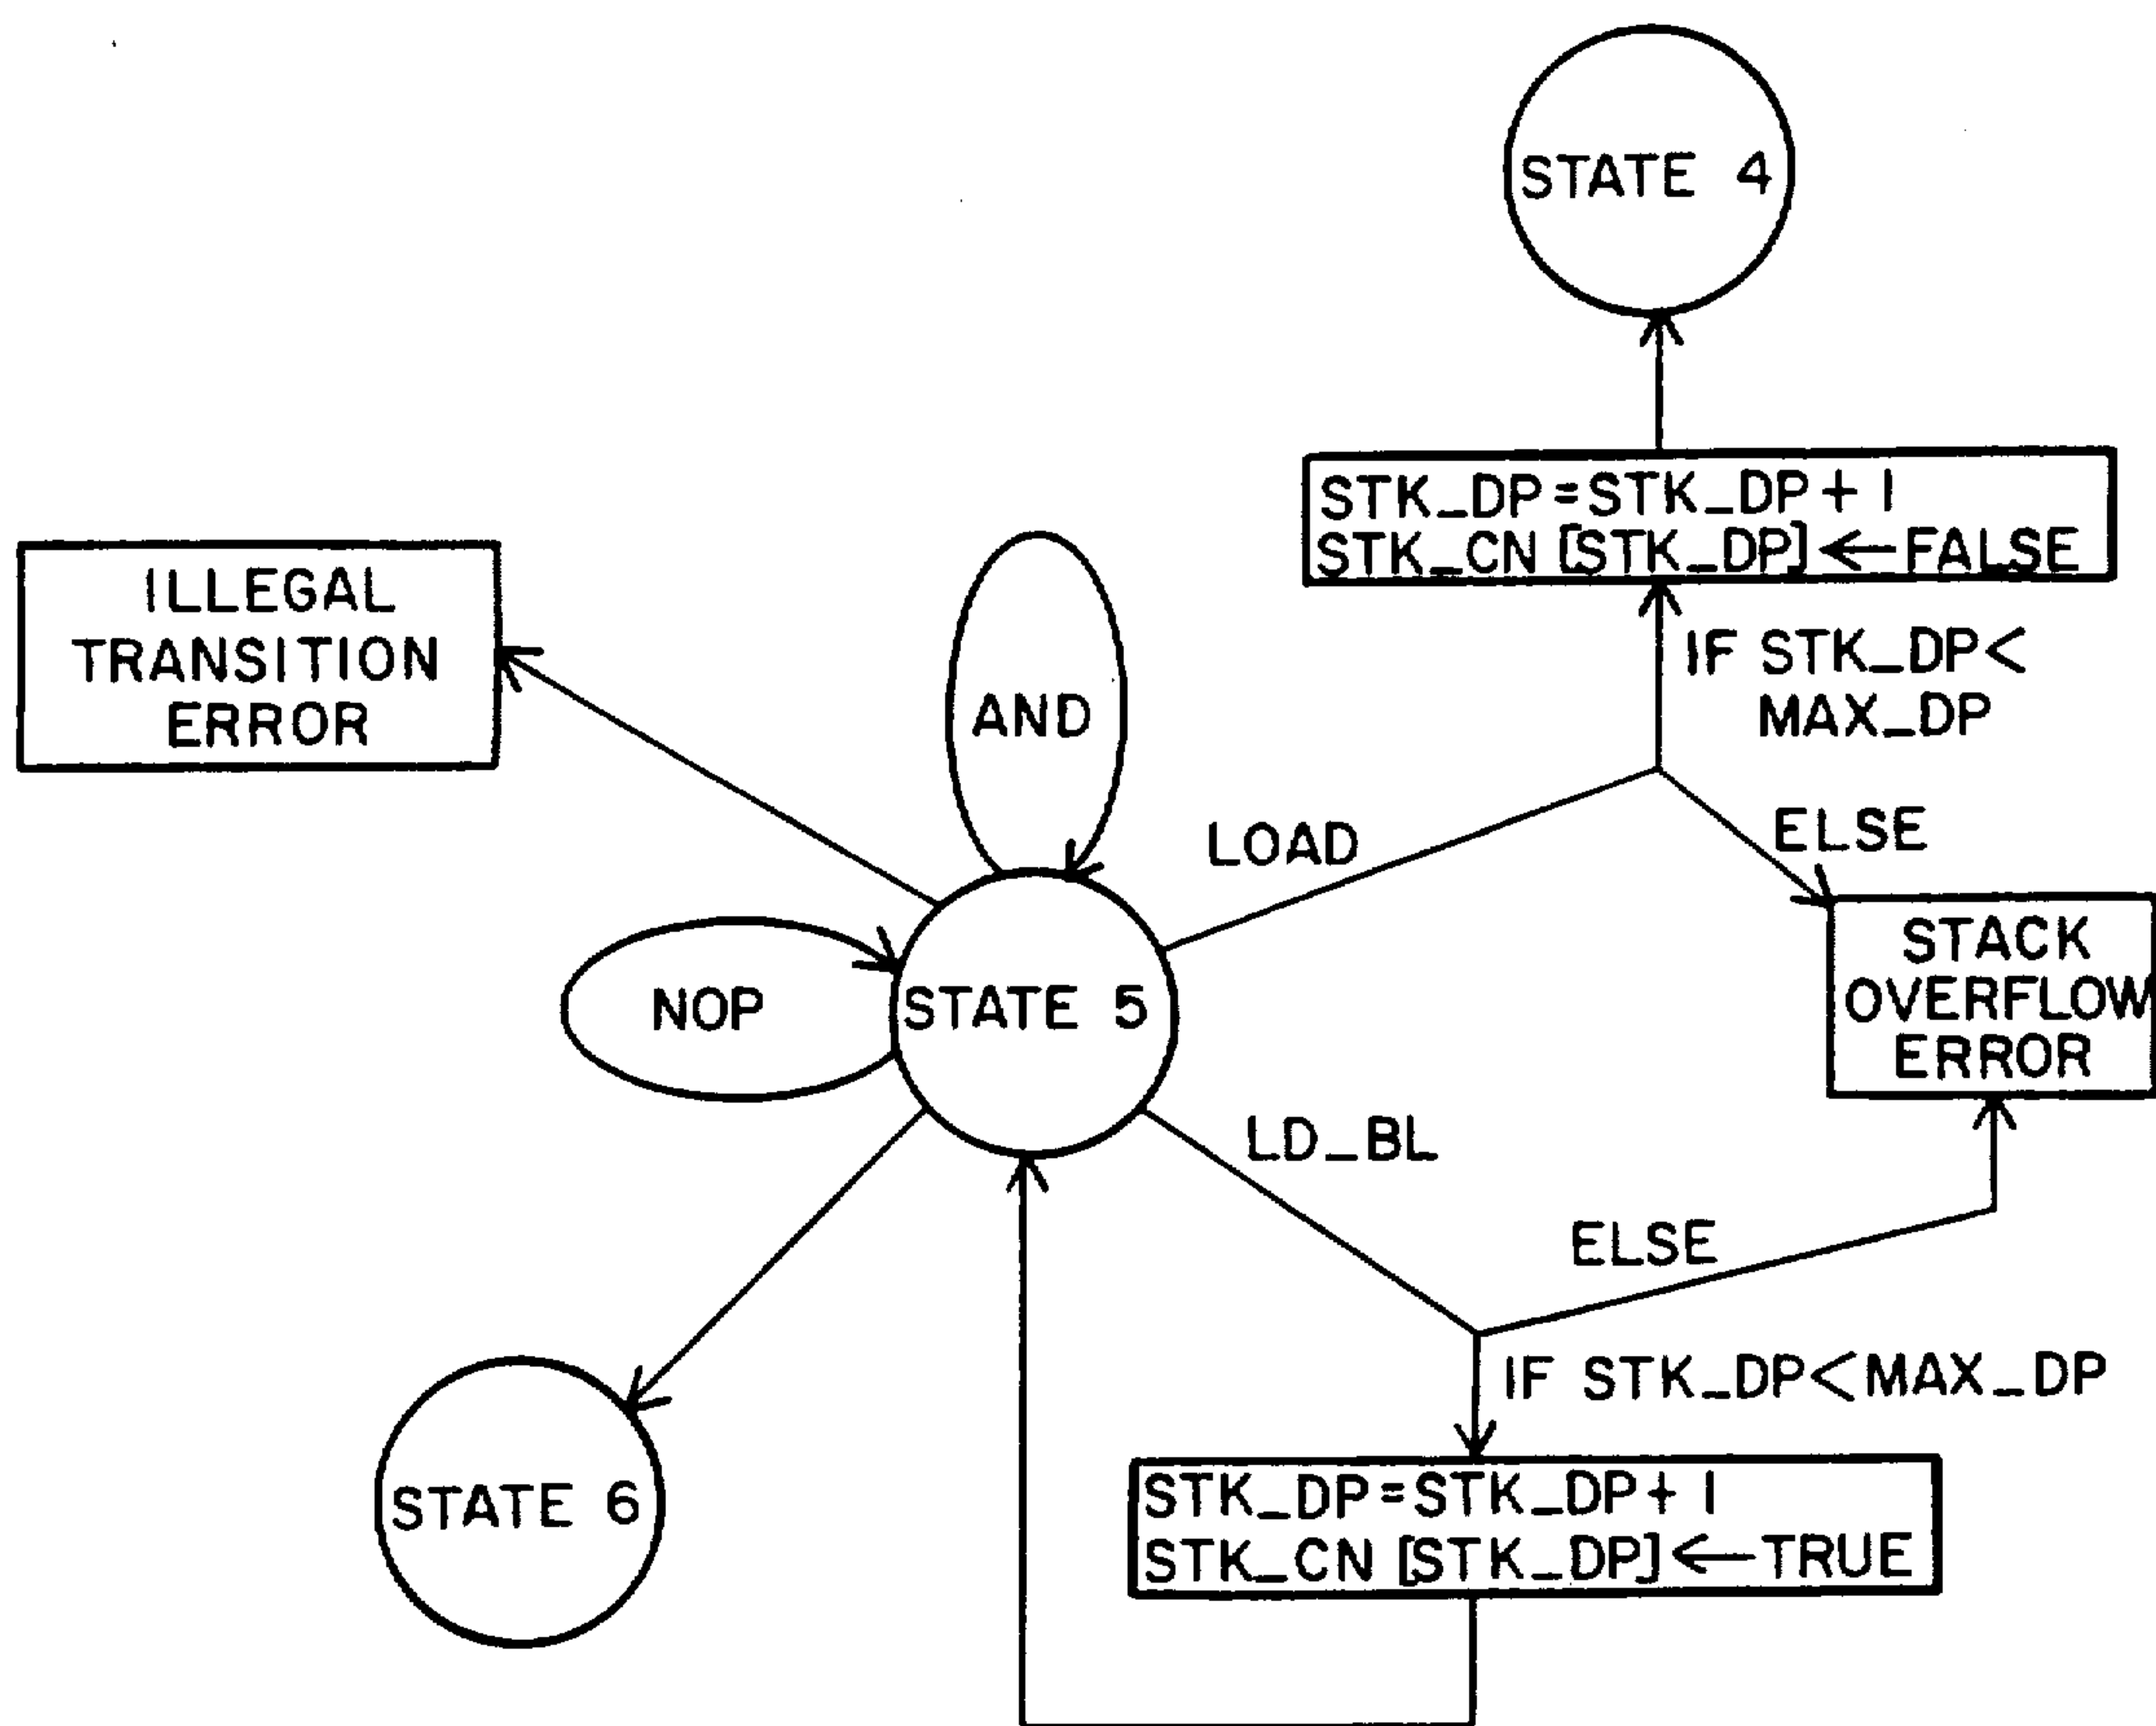 STATE 4
STK_DP=STK_DP+1
STK_CN[STK_DP]←FALSE
IF STK_DP<
MAX_DP
ILLEGAL
TRANSITION
ERROR
AND
LOAD
ELSE
STACK
OVERFLOW
ERROR
NOP
STATE 5
LD_BL
ELSE
IF STK_DP<MAX_DP
STATE 6
STK_DP=STK_DP+1
STK_CN[STK_DP]←TRUE